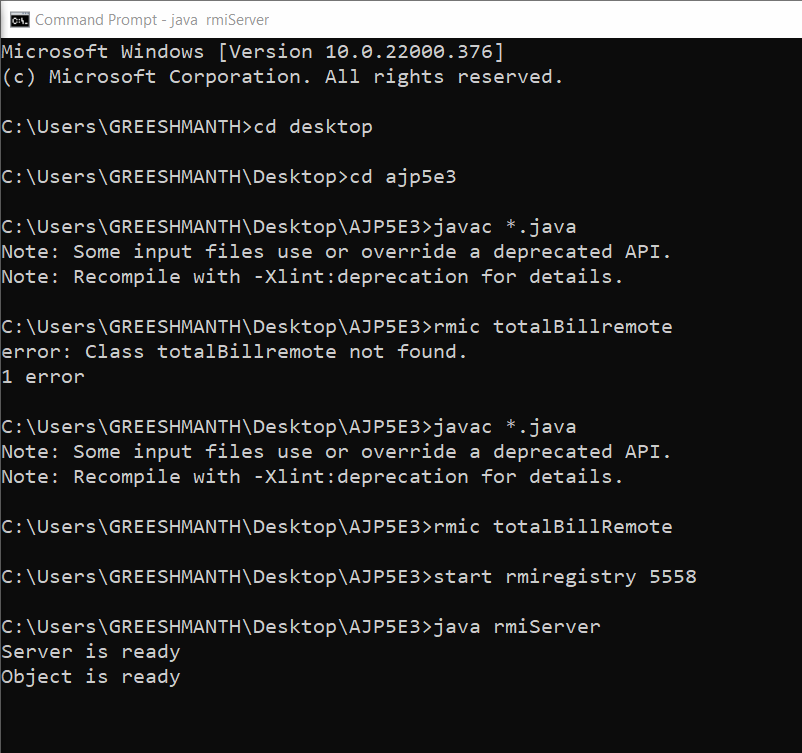 Command Prompt - java  rmiServer
Microsoft Windows [Version 10.0.22000.376]
(c) Microsoft Corporation. All rights reserved.
C:\Users\GREESHMANTH>cd desktop
C:\Users\GREESHMANTH\Desktop>cd ajp5e3
C:\Users\GREESHMANTH\Desktop\AJP5E3>javac *.java
Note: Some input files use or override a deprecated API.
Note: Recompile with -Xlint:deprecation for details.
C:\Users\GREESHMANTH\Desktop\AJP5E3>rmic totalBillremote
error: Class totalBillremote not found.
1 error
C:\Users\GREESHMANTH\Desktop\AJP5E3>javac *.java
Note: Some input files use or override a deprecated API.
Note: Recompile with -Xlint:deprecation for details.
C:\Users\GREESHMANTH\Desktop\AJP5E3>rmic totalBillRemote
C:\Users\GREESHMANTH\Desktop\AJP5E3>start rmiregistry 5558
C:\Users\GREESHMANTH\Desktop\AJP5E3>java rmiServer
Server is ready
Object is ready